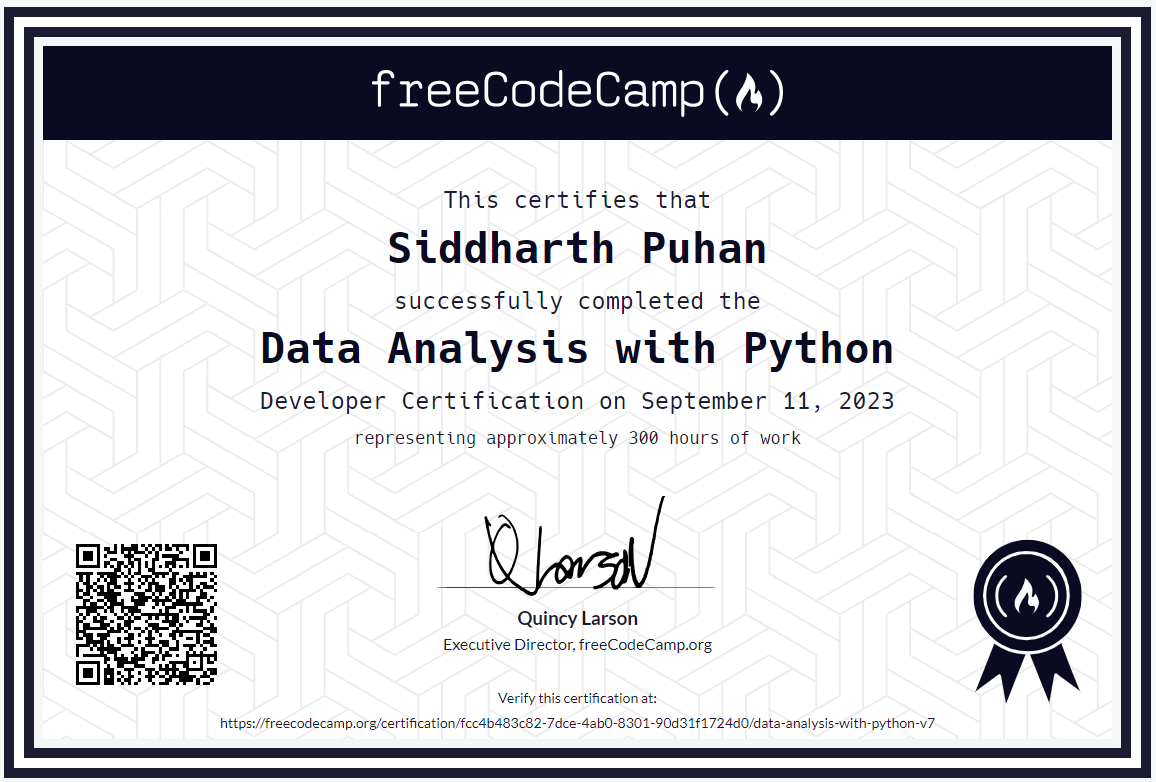 freeCodeCamp
This certifies that
Siddharth Puhan
successfully completed the
Data Analysis with Python
Developer Certification on September 11, 2023
representing approximately 300 hours of work
Q Larson
Quincy Larson
Executive Director, freeCodeCamp.org
Verify this certification at:
https://freecodecamp.org/certification/fcc4b483c82-7dce-4ab0-8301-90d31f1724d0/data-analysis-with-python-v7